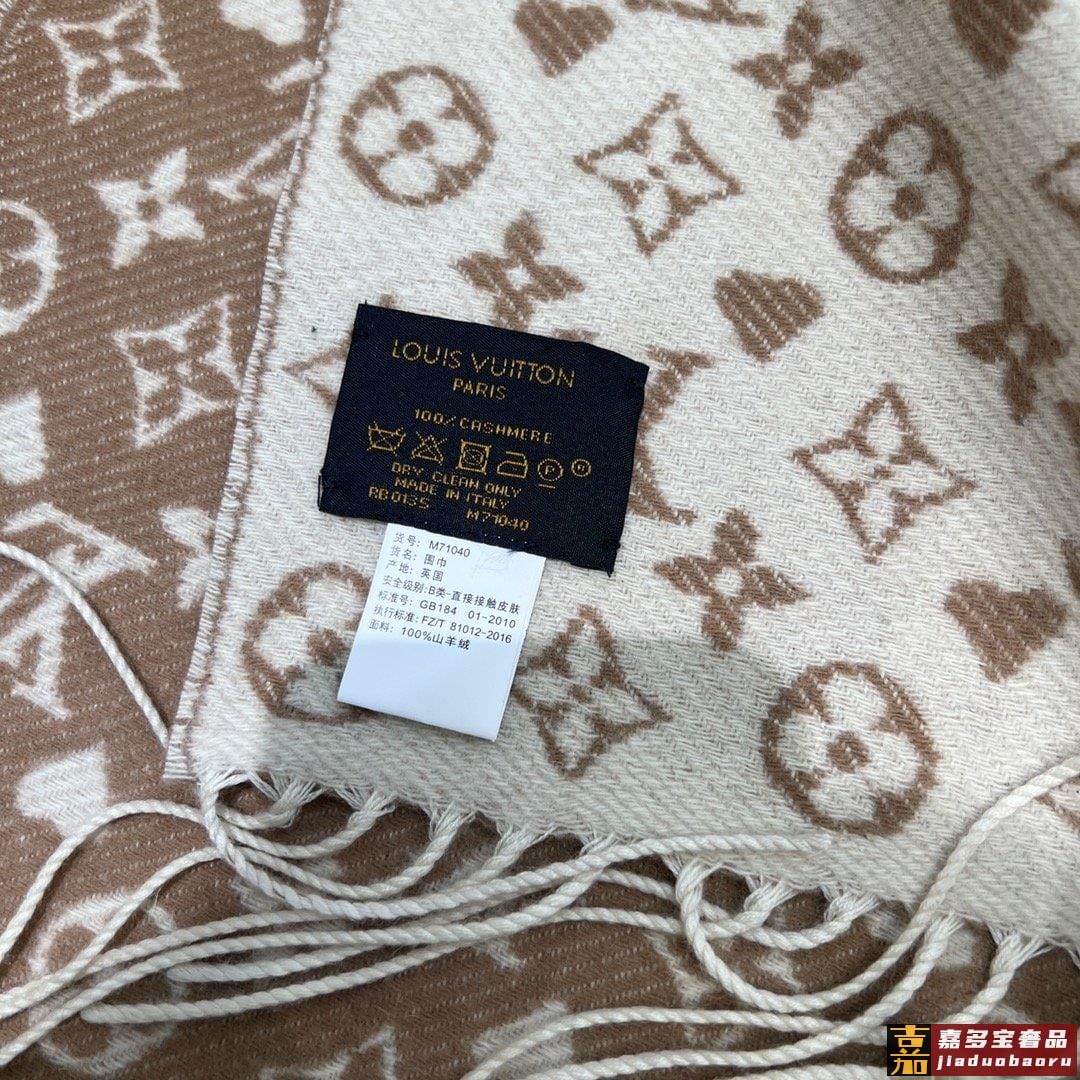 LOUIS VUITTON
PARIS
100% CASHMERE
DRY CLEAN ONLY
MADE IN ITALY
RB0135 M71040
货号: M71040
货名: 围巾
产地: 英国
安全级别:B类-直接接触皮肤
标准号: GB184 01-2010
执行标准: FZ/T 81012-2016
面料: 100%山羊绒
吉茄
嘉多宝奢品
jiaduobaoru